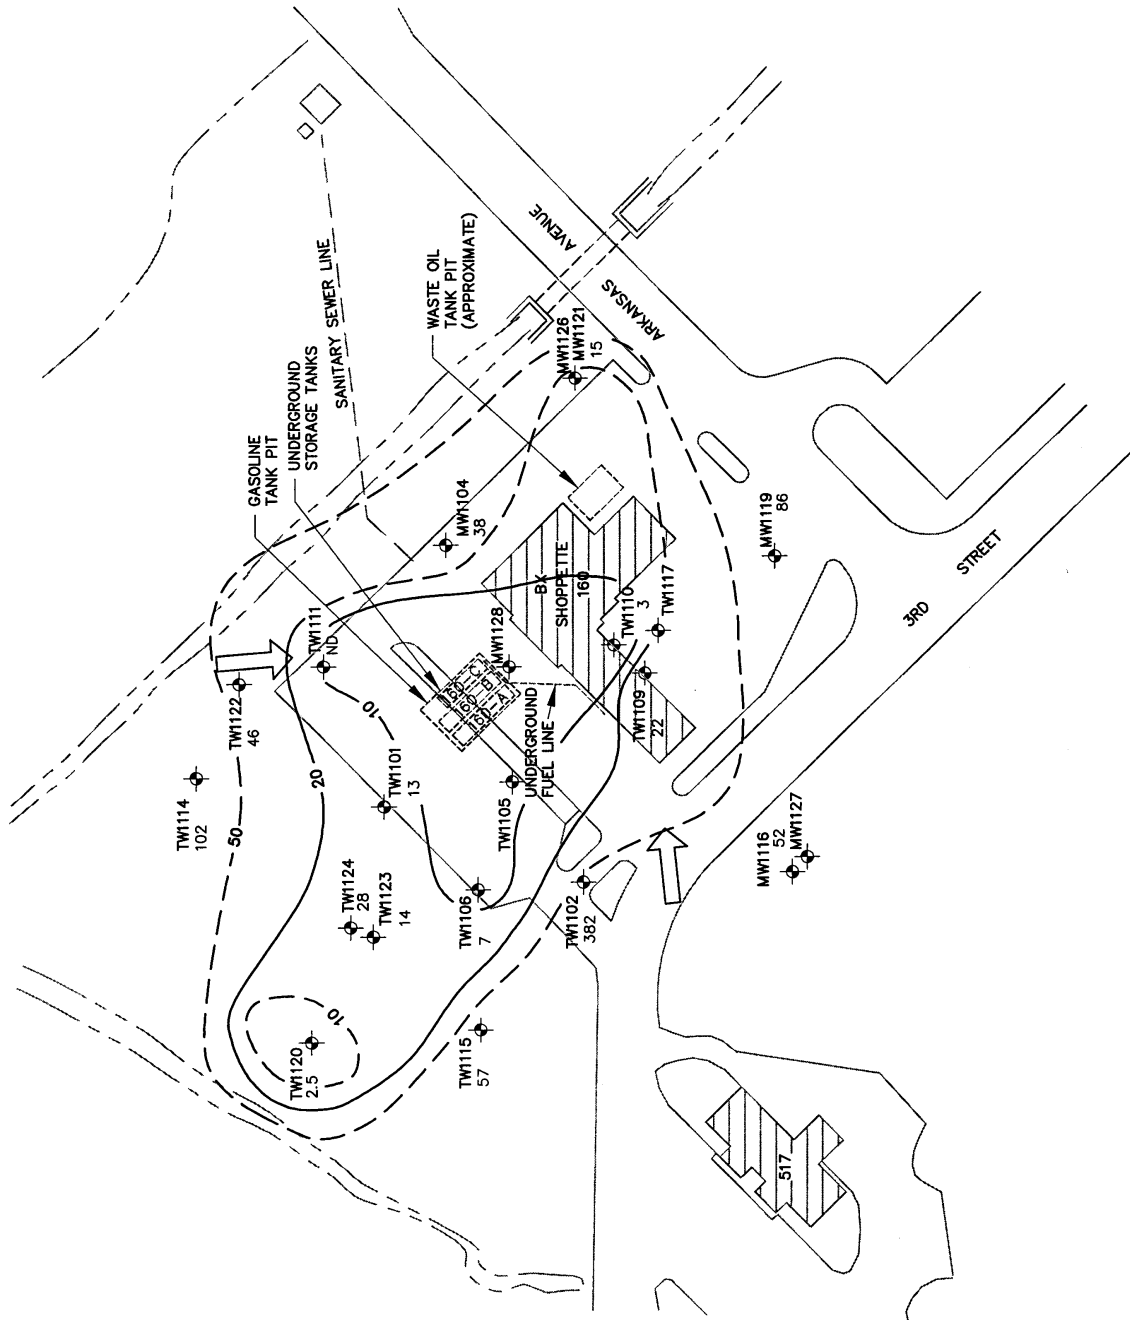 AVENUE
ARKANSAS
SANITARY SEWER LINE
WASTE OIL
TANK PIT
(APPROXIMATE)
UNDERGROUND
STORAGE TANKS
GASOLINE
TANK PIT
MW1126
MW1121
15
MW1104
38
MW1119
86
STREET
3RD
BX
SHOPPETTE
160
TW1110
3
TW1117
TW1111
ND
MW1128
160-C
160-B
160-A
TW1109
22
UNDERGROUND
FUEL LINE
TW1122
46
10
20
50
TW1101
13
TW1105
TW1114
102
MW1116
52
MW1127
TW1124
28
TW1123
14
TW1106
7
TW1102
382
10
TW1120
2.5
TW1115
57
517